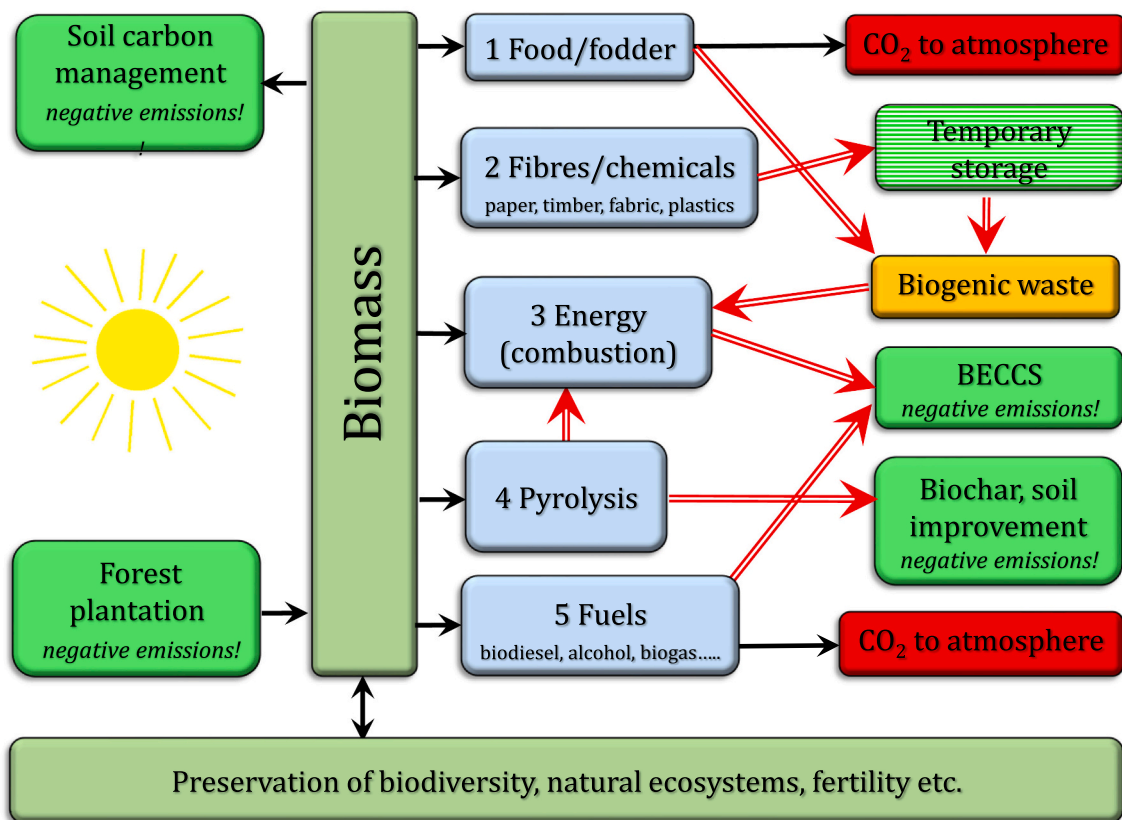 Soil carbon
management
negative emissions!
!
Biomass
1 Food/fodder
CO₂ to atmosphere
2 Fibres/chemicals
paper, timber, fabric, plastics
Temporary
storage
Biogenic waste
3 Energy
(combustion)
BECCS
negative emissions!
4 Pyrolysis
Biochar, soil
improvement
negative emissions!
Forest
plantation
negative emissions!
5 Fuels
biodiesel, alcohol, biogas.....
CO₂ to atmosphere
Preservation of biodiversity, natural ecosystems, fertility etc.